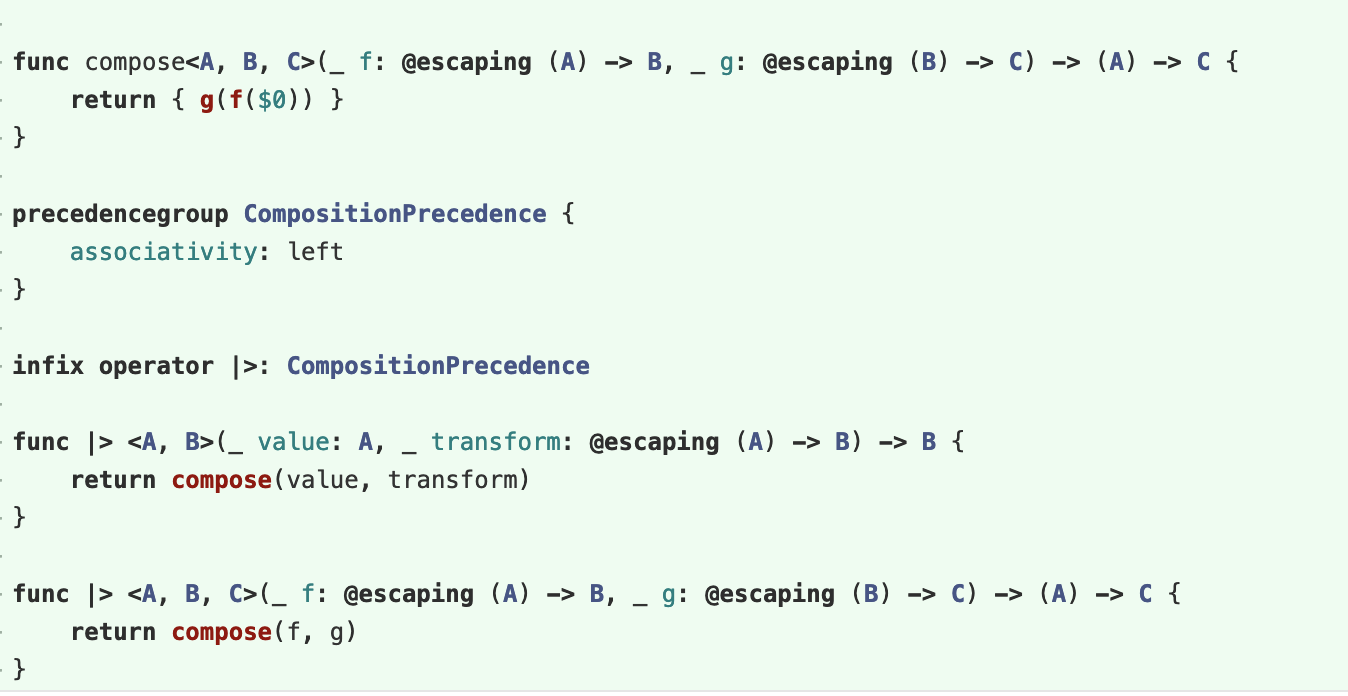 func compose<A, B, C>(_ f: @escaping (A) -> B, _ g: @escaping (B) -> C) -> (A) -> C {
    return { g(f($0)) }
}
precedencegroup CompositionPrecedence {
    associativity: left
}
infix operator |>: CompositionPrecedence
func |> <A, B>(_ value: A, _ transform: @escaping (A) -> B) -> B {
    return compose(value, transform)
}
func |> <A, B, C>(_ f: @escaping (A) -> B, _ g: @escaping (B) -> C) -> (A) -> C {
    return compose(f, g)
}